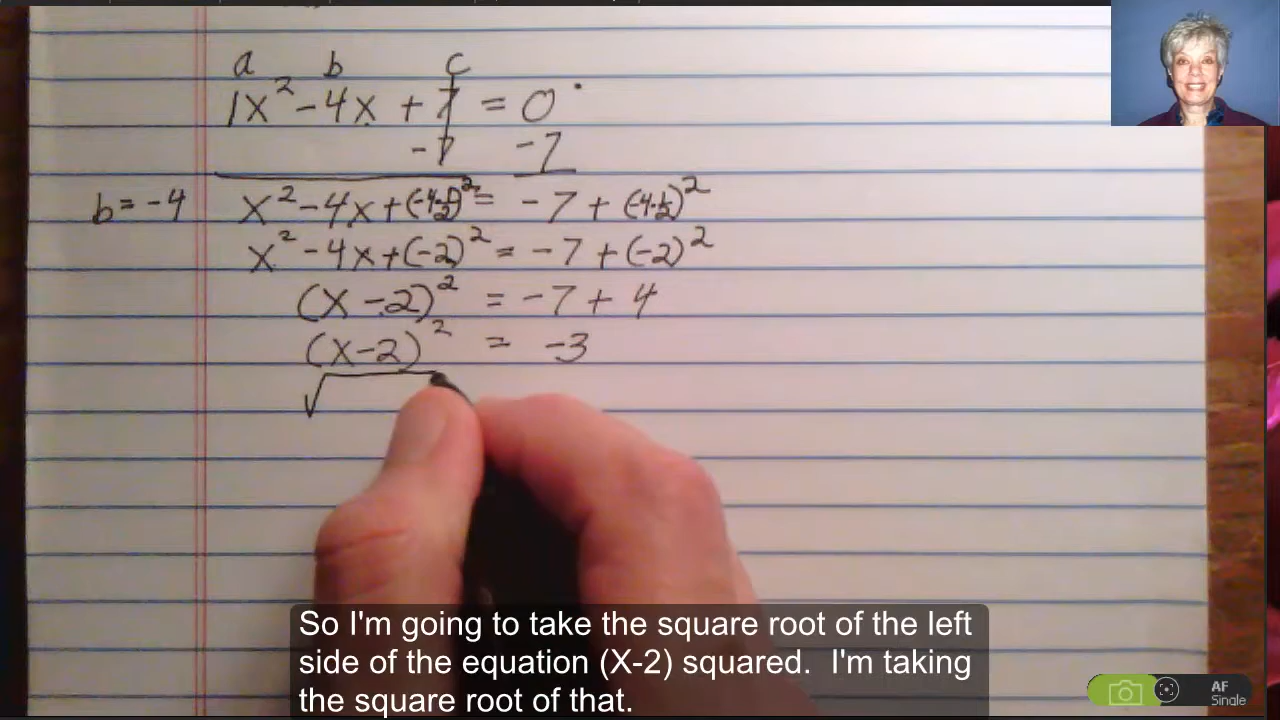 a b c
1x² - 4x + 7 = 0
-7 -7
b = -4 x² - 4x + (-4·½)² = -7 + (-4·½)²
x² - 4x + (-2)² = -7 + (-2)²
(x - 2)² = -7 + 4
(x - 2)² = -3
√
So I'm going to take the square root of the left
side of the equation (X-2) squared.  I'm taking
the square root of that.
AF
Single